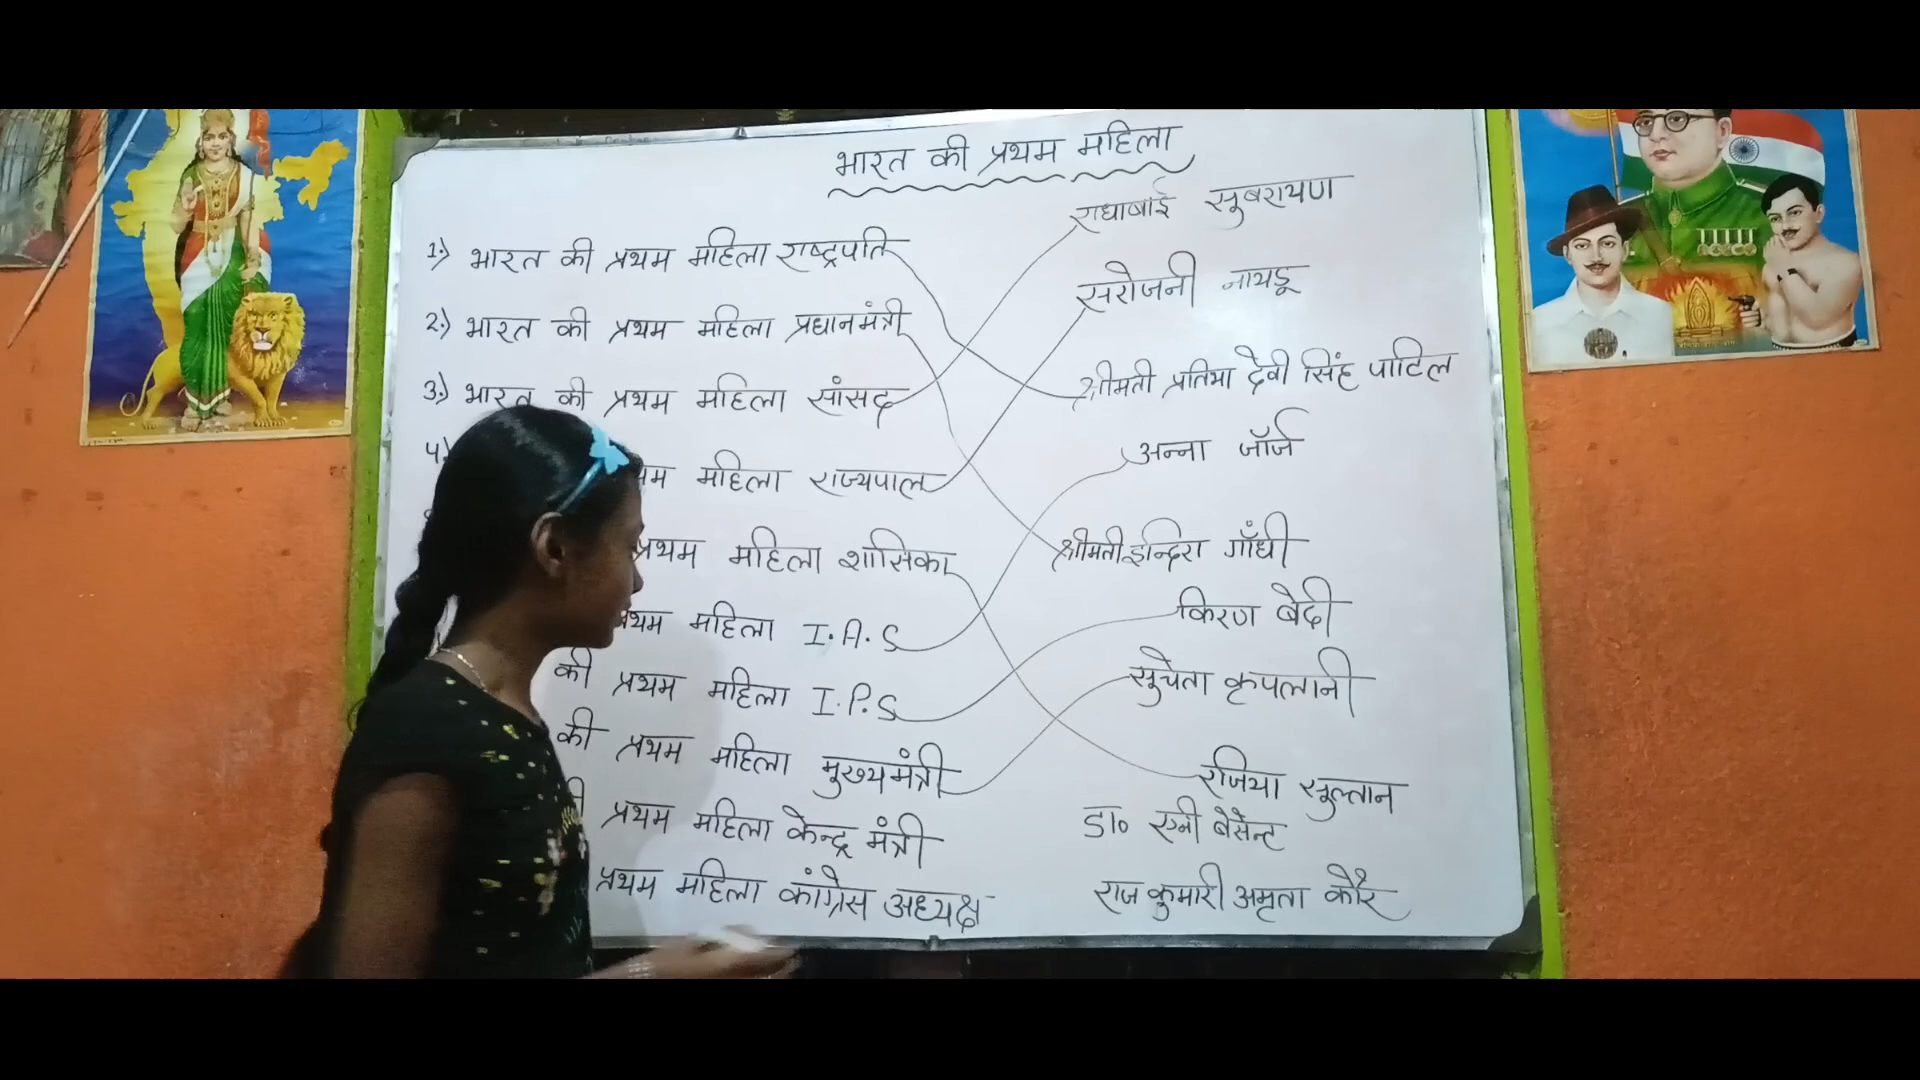 भारत की प्रथम महिला
1.) भारत की प्रथम महिला राष्ट्रपति
2.) भारत की प्रथम महिला प्रधानमंत्री
3.) भारत की प्रथम महिला सांसद
4) महिला राज्यपाल
प्रथम महिला शासिका
प्रथम महिला I.A.S
की प्रथम महिला I.P.S
की प्रथम महिला मुख्यमंत्री
प्रथम महिला केन्द्र मंत्री
प्रथम महिला कांग्रेस अध्यक्ष
राधाबाई सुबरायण
सरोजनी नायडू
श्रीमती प्रतिभा देवी सिंह पाटिल
अन्ना जॉर्ज
श्रीमती इन्दिरा गाँधी
किरण बेदी
सुचेता कृपलानी
रजिया सुल्तान
डा० एनी बेसेन्ट
राज कुमारी अमृता कौर